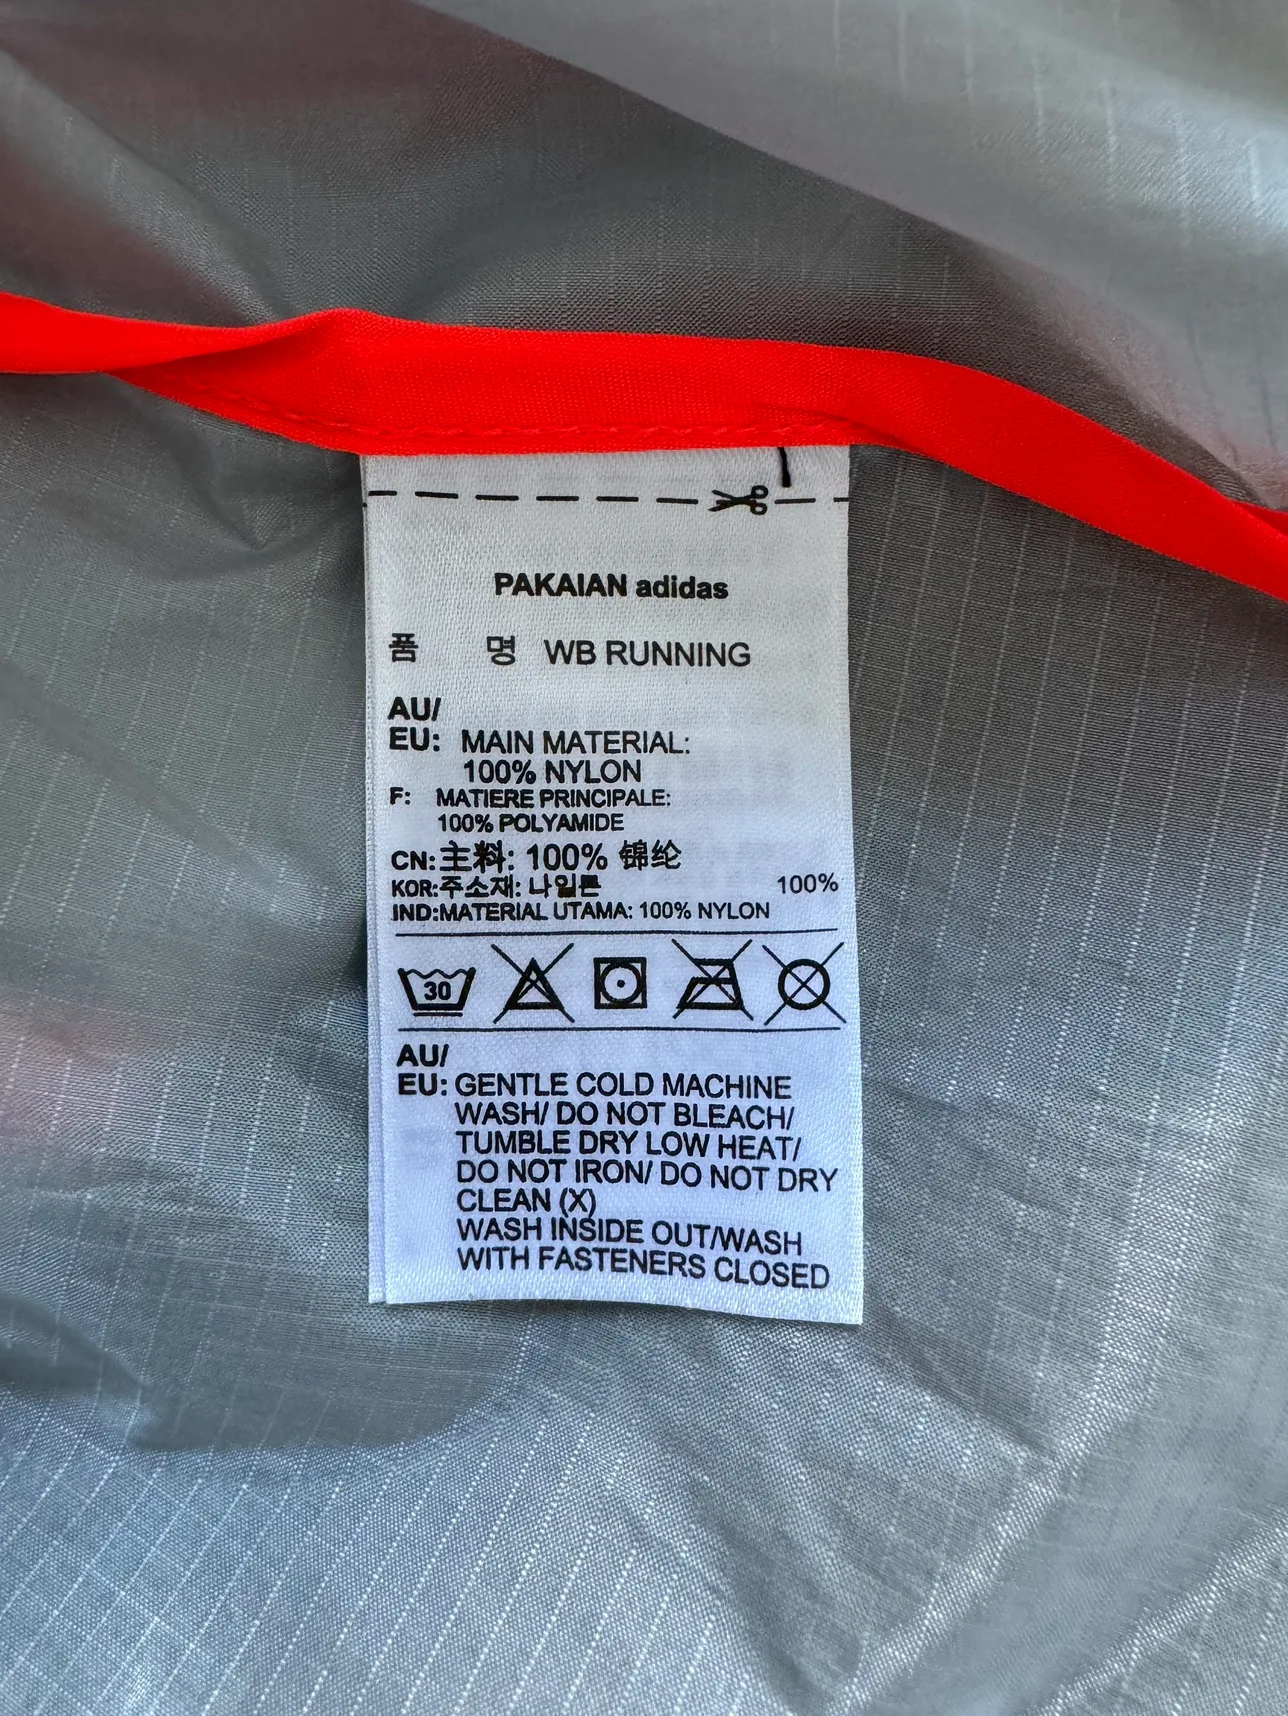 PAKAIAN adidas
품 명 WB RUNNING
AU/
EU: MAIN MATERIAL:
100% NYLON
F: MATIERE PRINCIPALE:
100% POLYAMIDE
CN: 主料: 100% 锦纶
KOR: 주소재: 나일론 100%
IND: MATERIAL UTAMA: 100% NYLON
30
AU/
EU: GENTLE COLD MACHINE
WASH/ DO NOT BLEACH/
TUMBLE DRY LOW HEAT/
DO NOT IRON/ DO NOT DRY
CLEAN (X)
WASH INSIDE OUT/WASH
WITH FASTENERS CLOSED